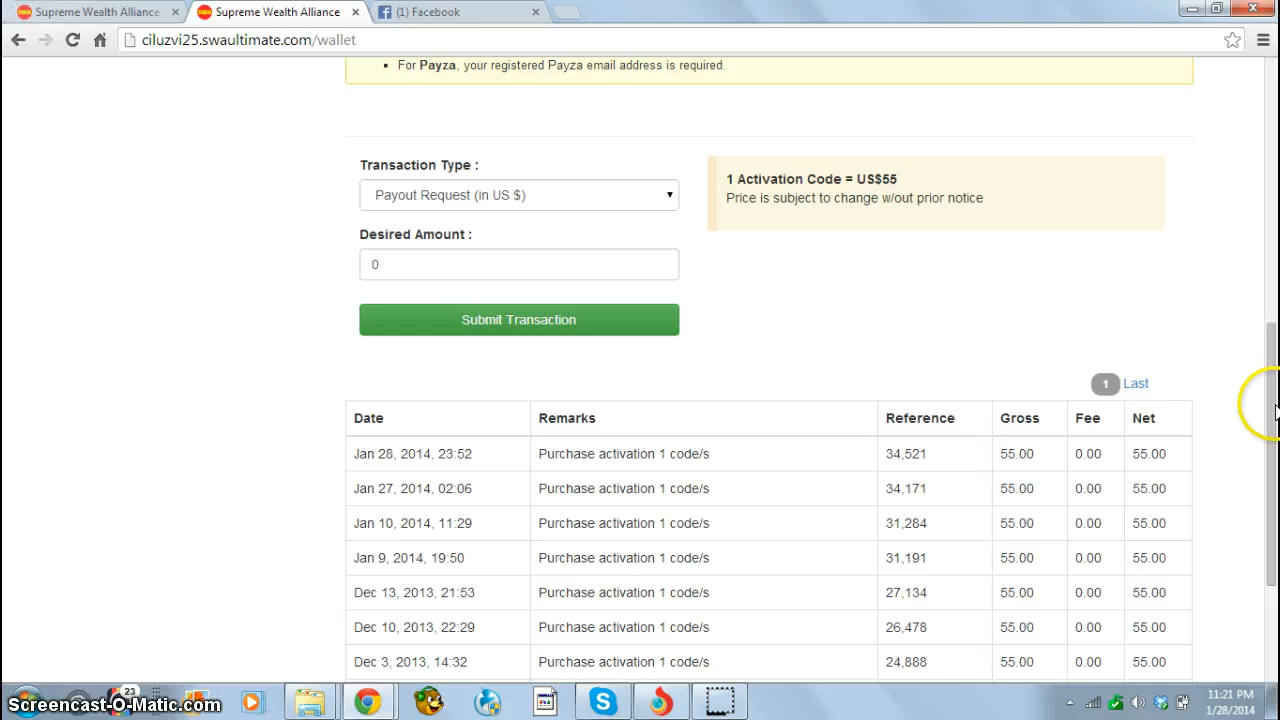 Supreme Wealth Alliance
Supreme Wealth Alliance
(1) Facebook
ciluzvi25.swaultimate.com/wallet
For Payza, your registered Payza email address is required.
Transaction Type :
Payout Request (in US $)
1 Activation Code = US$55
Price is subject to change w/out prior notice
Desired Amount :
0
Submit Transaction
1 Last
Date Remarks Reference Gross Fee Net
Jan 28, 2014, 23:52 Purchase activation 1 code/s 34,521 55.00 0.00 55.00
Jan 27, 2014, 02:06 Purchase activation 1 code/s 34,171 55.00 0.00 55.00
Jan 10, 2014, 11:29 Purchase activation 1 code/s 31,284 55.00 0.00 55.00
Jan 9, 2014, 19:50 Purchase activation 1 code/s 31,191 55.00 0.00 55.00
Dec 13, 2013, 21:53 Purchase activation 1 code/s 27,134 55.00 0.00 55.00
Dec 10, 2013, 22:29 Purchase activation 1 code/s 26,478 55.00 0.00 55.00
Dec 3, 2013, 14:32 Purchase activation 1 code/s 24,888 55.00 0.00 55.00
23
Screencast-O-Matic.com
11:21 PM
1/28/2014